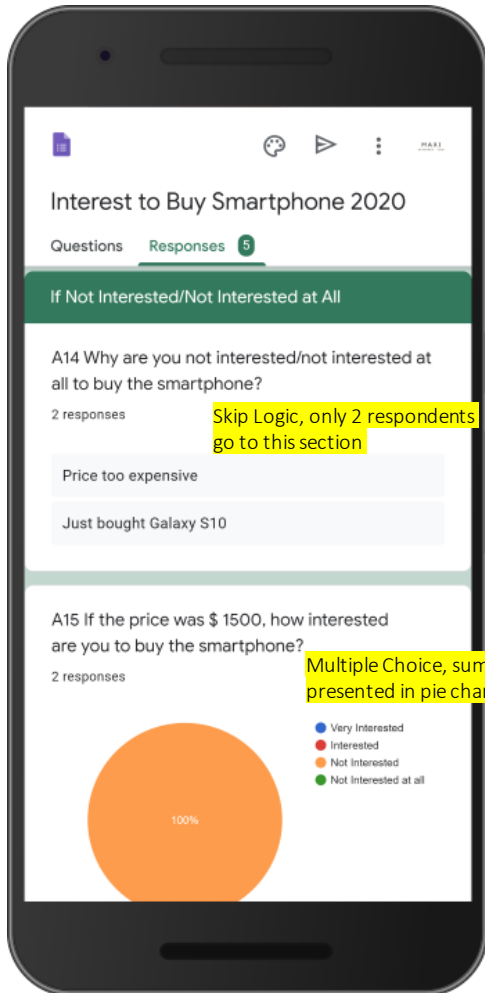 MARI
Interest to Buy Smartphone 2020
Questions Responses 5
If Not Interested/Not Interested at All
A14 Why are you not interested/not interested at
all to buy the smartphone?
2 responses
Skip Logic, only 2 respondents
go to this section
Price too expensive
Just bought Galaxy S10
A15 If the price was $ 1500, how interested
are you to buy the smartphone?
2 responses
Multiple Choice, sum
presented in pie char
Very Interested
Interested
Not Interested
Not Interested at all
100%